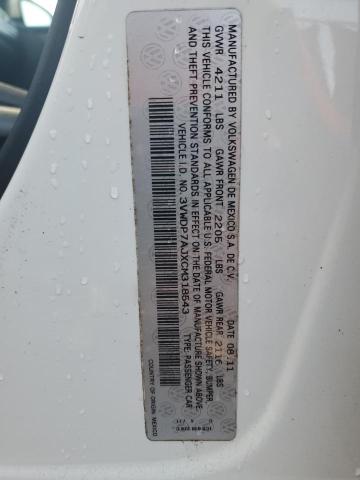 MANUFACTURED BY VOLKSWAGEN DE MEXICO S.A. DE C.V.
GVWR 4211 LBS GAWR FRONT 2205 LBS GAWR REAR 2116 LBS DATE 08.11
THIS VEHICLE CONFORMS TO ALL APPLICABLE U.S. FEDERAL MOTOR VEHICLE SAFETY, BUMPER,
AND THEFT PREVENTION STANDARDS IN EFFECT ON THE DATE OF MANUFACTURE SHOWN ABOVE.
VEHICLE I.D. NO. 3VWDP7AJXCM318543 TYPE: PASSENGER CAR
COUNTRY OF
ORIGIN: MEXICO